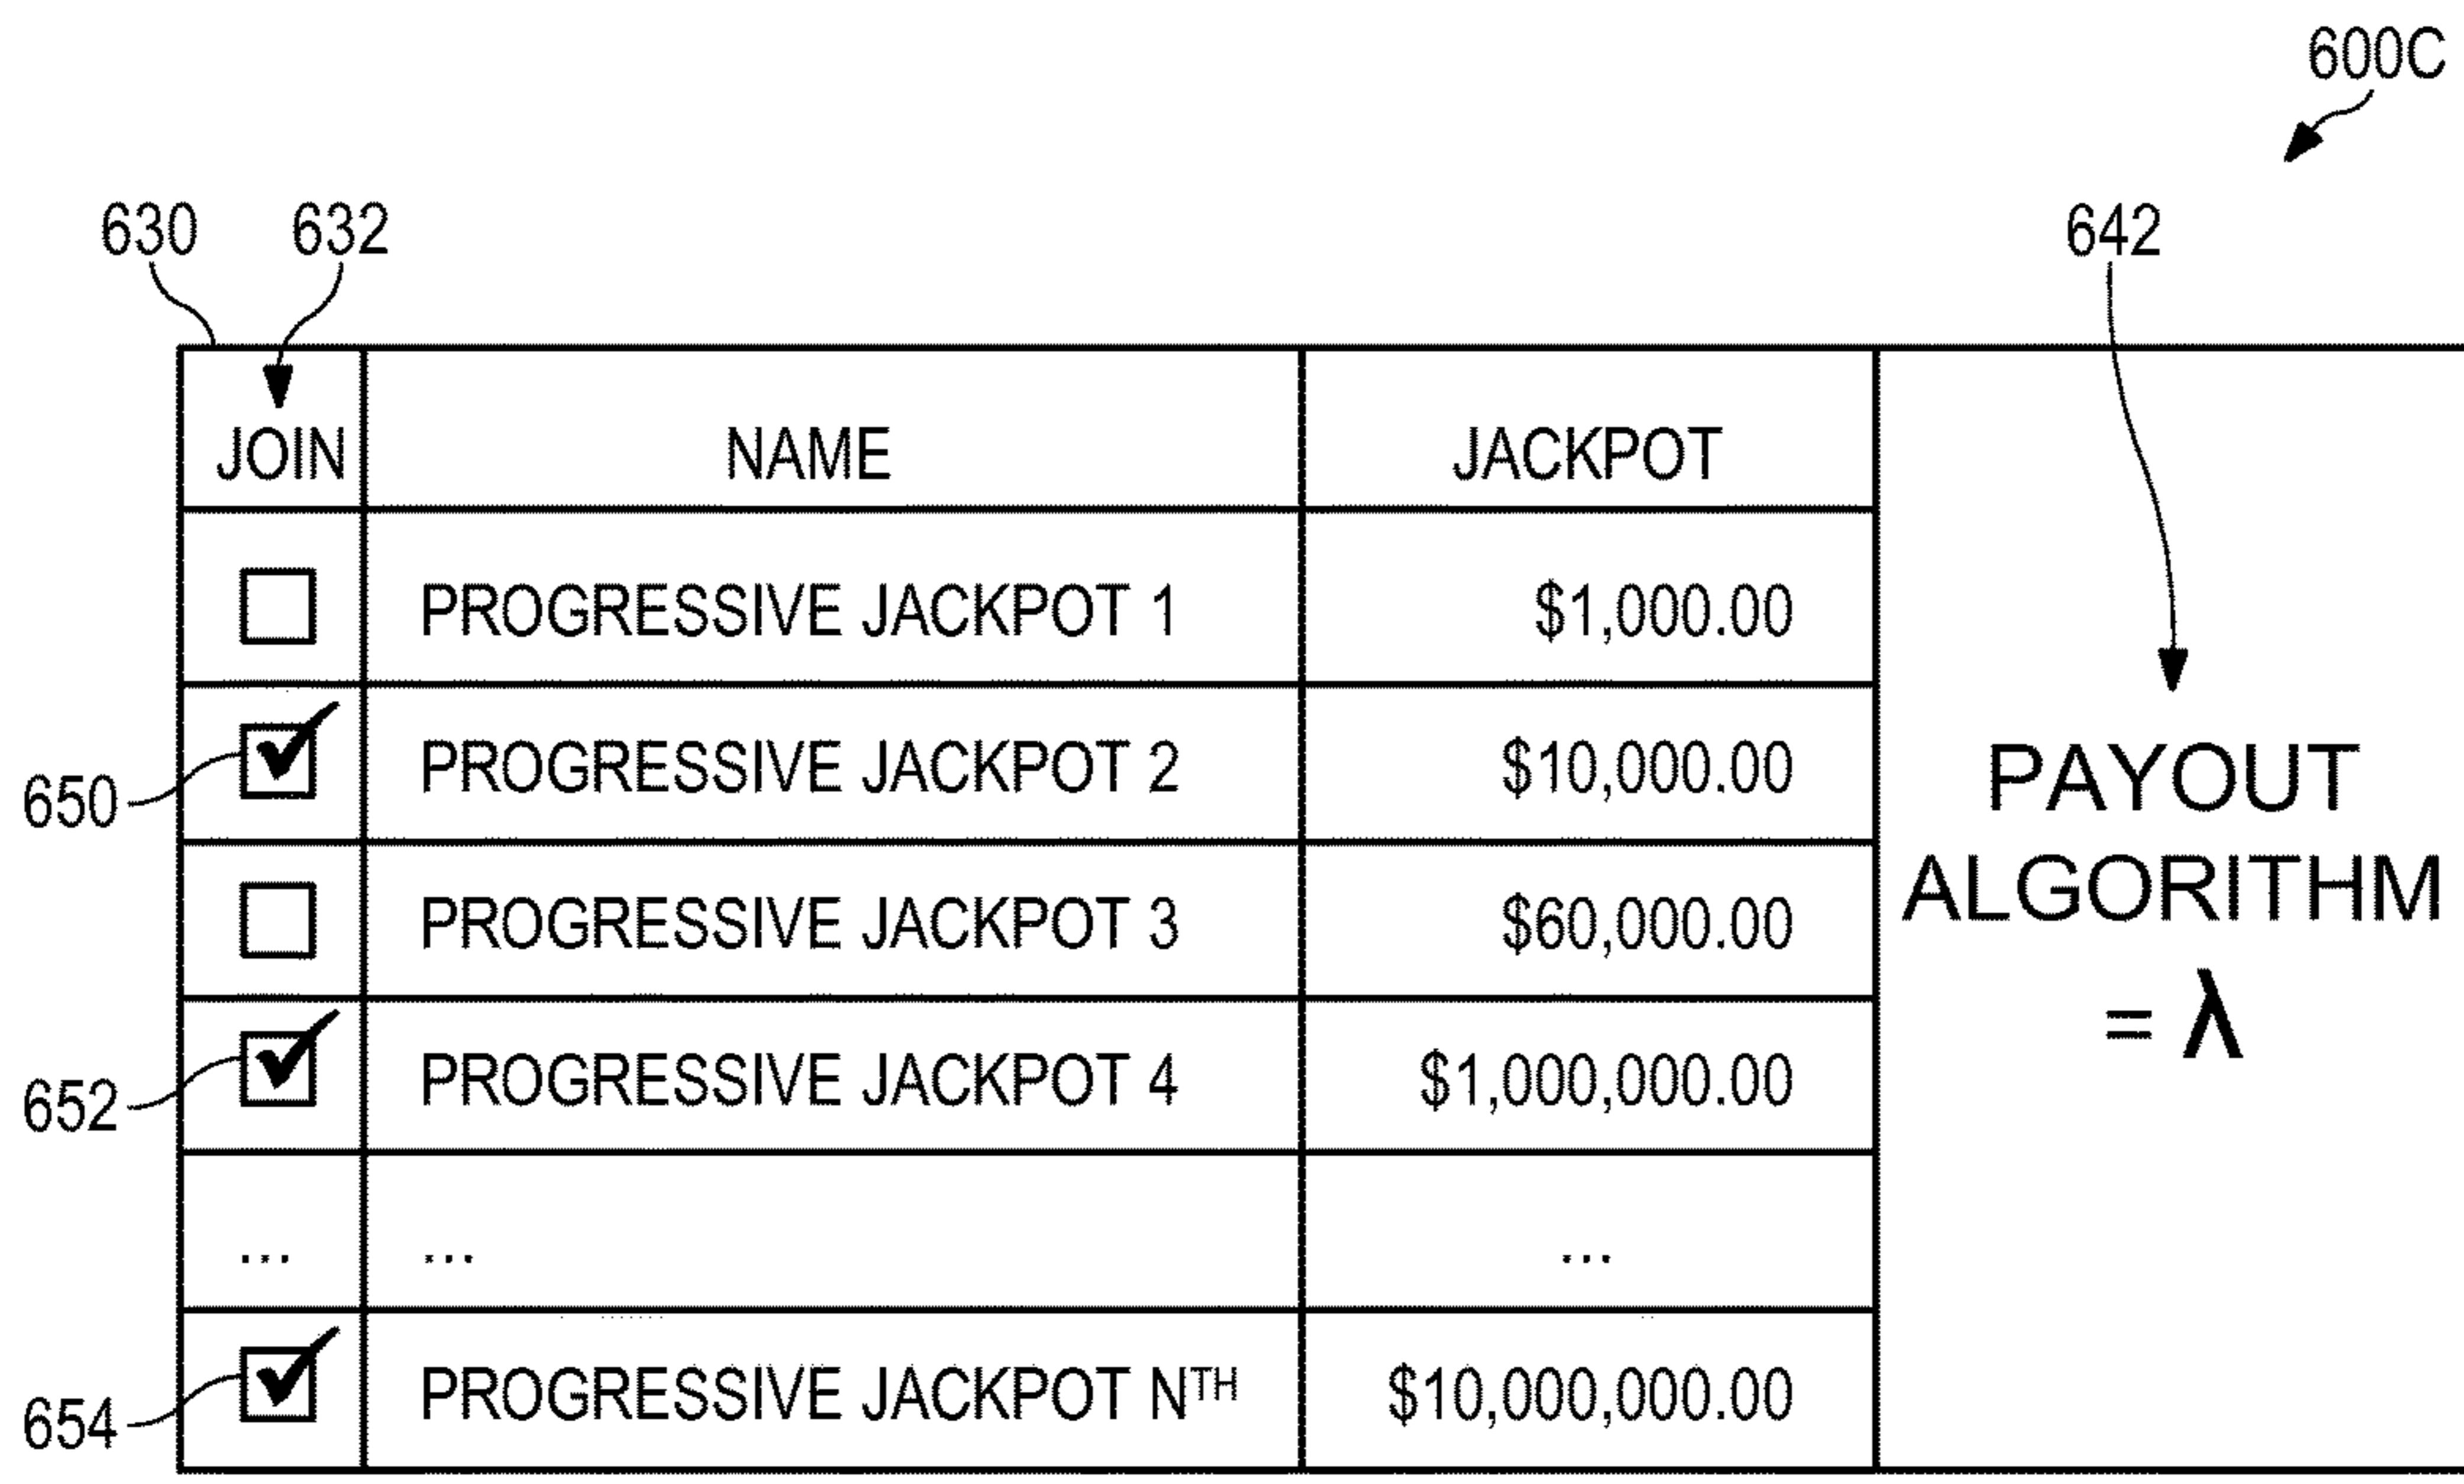 600C
630 632 642
JOIN NAME JACKPOT
PROGRESSIVE JACKPOT 1 $1,000.00
650 PROGRESSIVE JACKPOT 2 $10,000.00
PROGRESSIVE JACKPOT 3 $60,000.00
652 PROGRESSIVE JACKPOT 4 $1,000,000.00
... ... ...
654 PROGRESSIVE JACKPOT Nᵀᴴ $10,000,000.00
PAYOUT
ALGORITHM
= λ